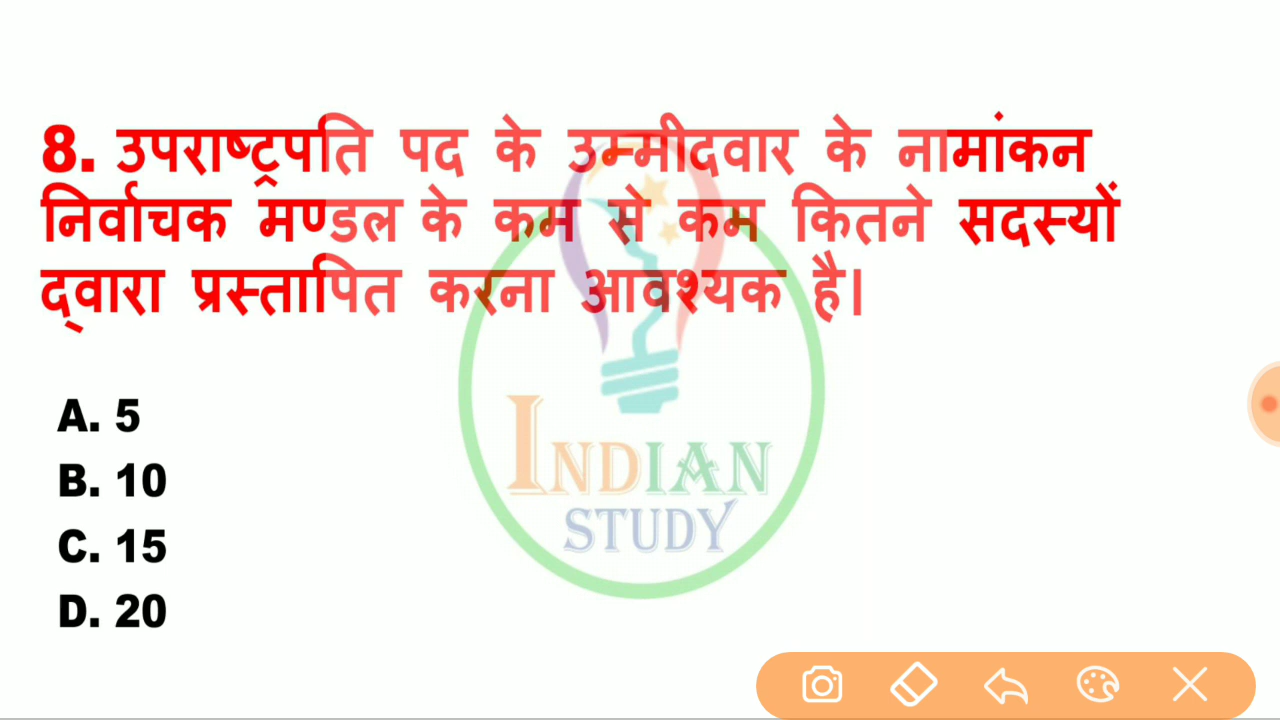 8. उपराष्ट्रपति पद के उम्मीदवार के नामांकन
निर्वाचक मण्डल के कम से कम कितने सदस्यों
द्वारा प्रस्तापित करना आवश्यक है।
A. 5
B. 10
C. 15
D. 20
INDIAN
STUDY